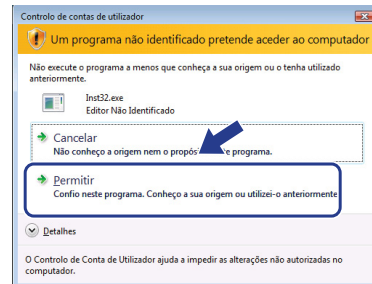 Controlo de contas de utilizador
Um programa não identificado pretende aceder ao computador
Não execute o programa a menos que conheça a sua origem ou o tenha utilizado
anteriormente.
Inst32.exe
Editor Não Identificado
Cancelar
Não conheço a origem nem o propós e programa.
Permitir
Confio neste programa. Conheço a sua origem ou utilizei-o anteriormente
Detalhes
O Controlo de Conta de Utilizador ajuda a impedir as alterações não autorizadas no
computador.